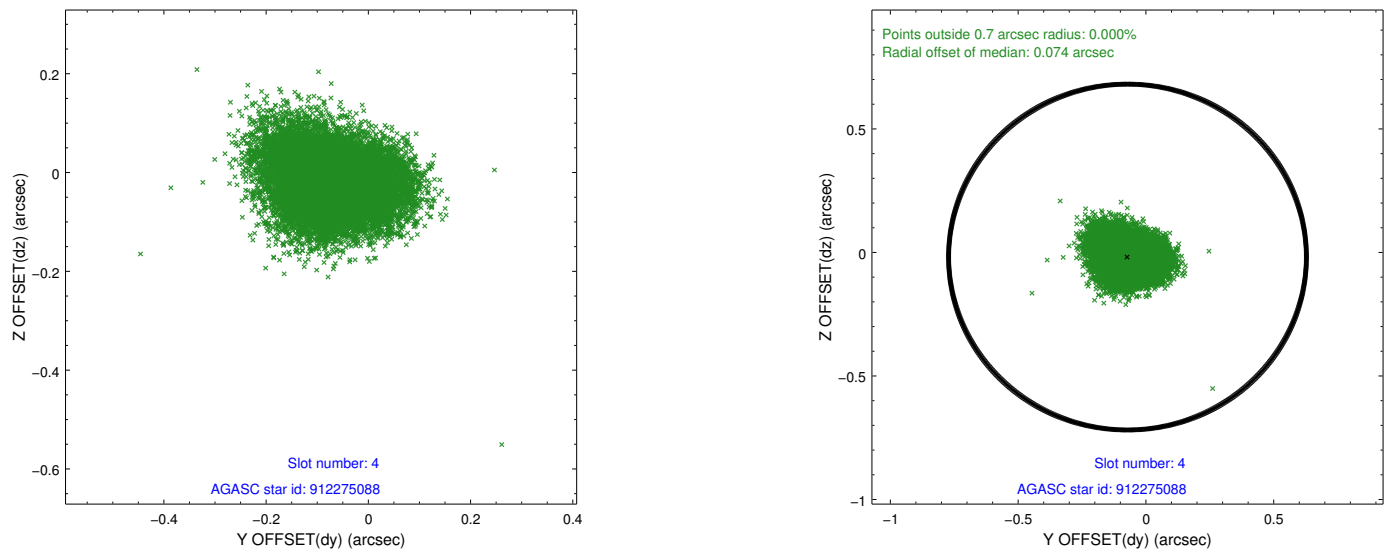 0.2
0
−0.2
−0.4
−0.6
−0.4
−0.2
0
0.2
0.4
Z OFFSET(dz) (arcsec)
Y OFFSET(dy) (arcsec)
Slot number: 4
AGASC star id: 912275088
Points outside 0.7 arcsec radius: 0.000%
Radial offset of median: 0.074 arcsec
0.5
0
−0.5
−1
−1
−0.5
0
0.5
Z OFFSET(dz) (arcsec)
Y OFFSET(dy) (arcsec)
Slot number: 4
AGASC star id: 912275088